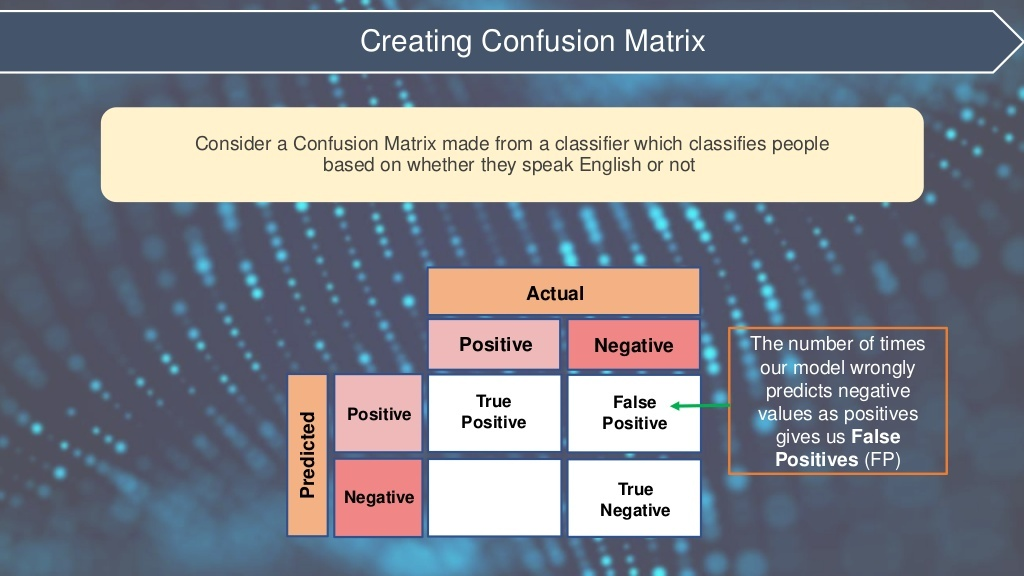 Creating Confusion Matrix
Consider a Confusion Matrix made from a classifier which classifies people
based on whether they speak English or not
Actual
Positive
Negative
Predicted
Positive
True
Positive
False
Positive
Negative
True
Negative
The number of times
our model wrongly
predicts negative
values as positives
gives us False
Positives (FP)